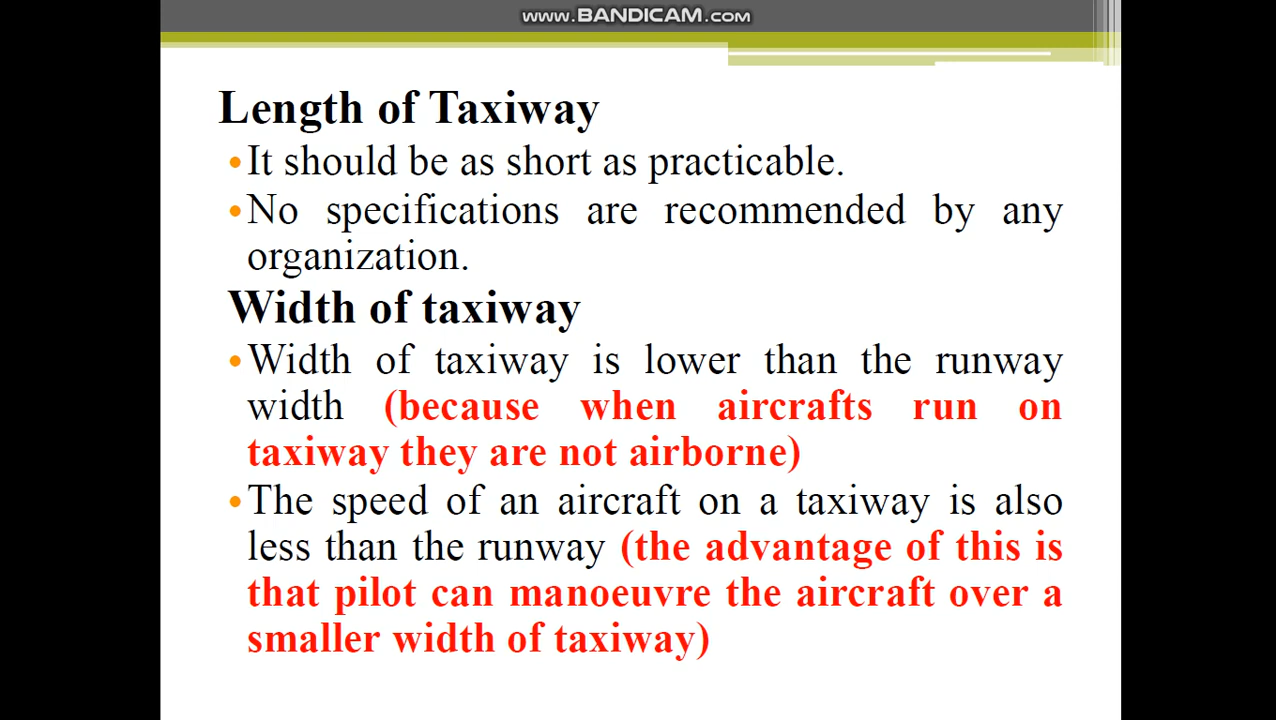 www.BANDICAM.com
Length of Taxiway
•It should be as short as practicable.
•No specifications are recommended by any
organization.
Width of taxiway
•Width of taxiway is lower than the runway
width (because when aircrafts run on
taxiway they are not airborne)
•The speed of an aircraft on a taxiway is also
less than the runway (the advantage of this is
that pilot can manoeuvre the aircraft over a
smaller width of taxiway)